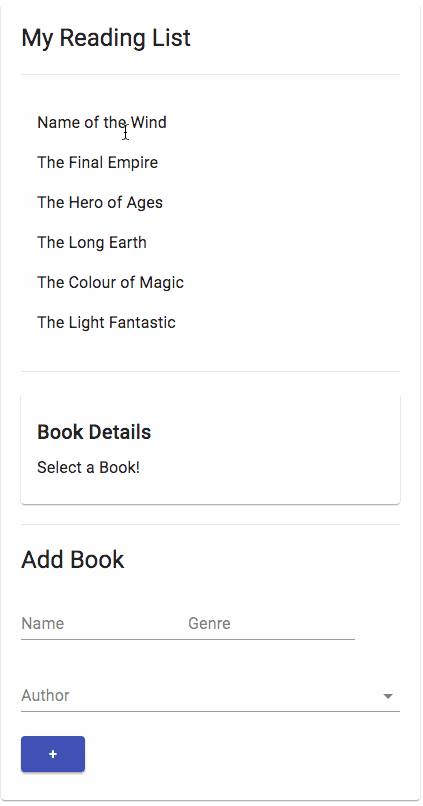 My Reading List
Name of the Wind
The Final Empire
The Hero of Ages
The Long Earth
The Colour of Magic
The Light Fantastic
Book Details
Select a Book!
Add Book
Name Genre
Author
+